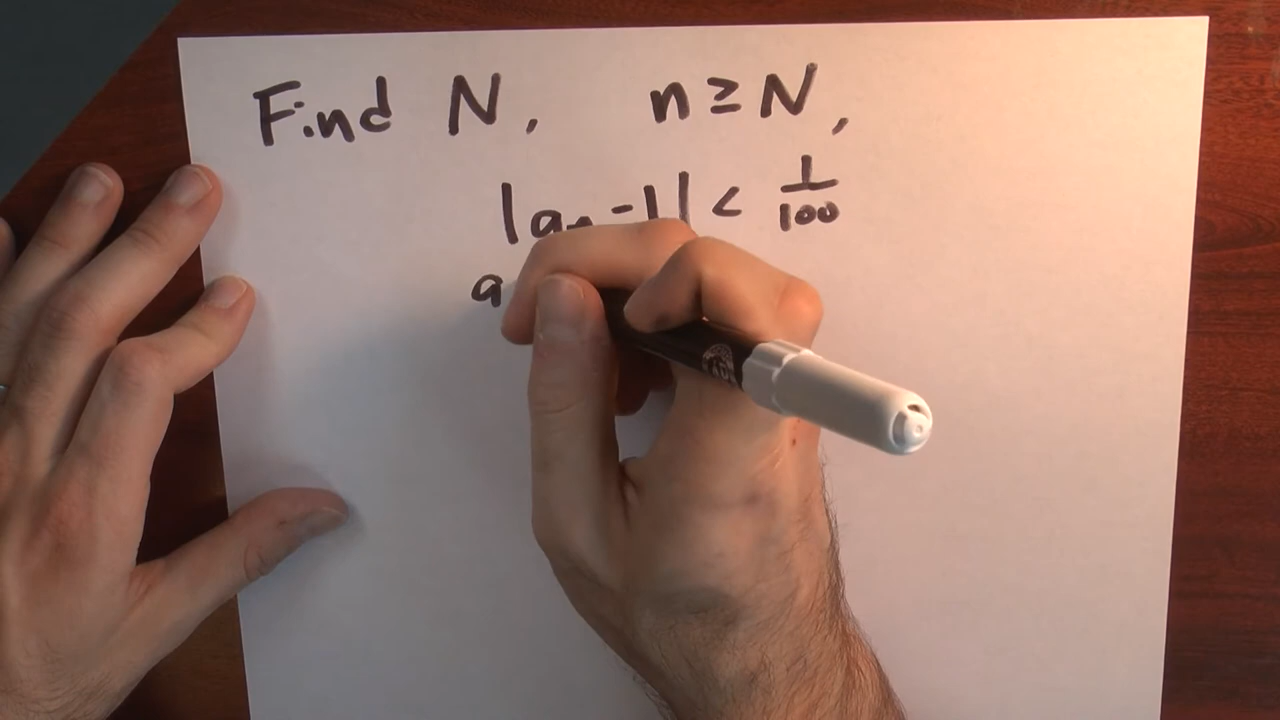 Find N, n ≥ N,
|aₙ - 1| < 1/100
a